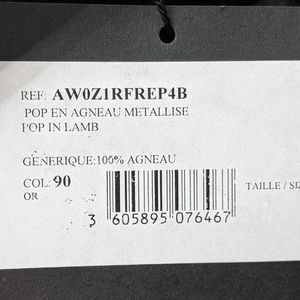 REF: AW0Z1RFREP4B
POP EN AGNEAU METALLISE
POP IN LAMB
GENERIQUE:100% AGNEAU
COL: 90
TAILLE / SI
OR
3 605895 076467